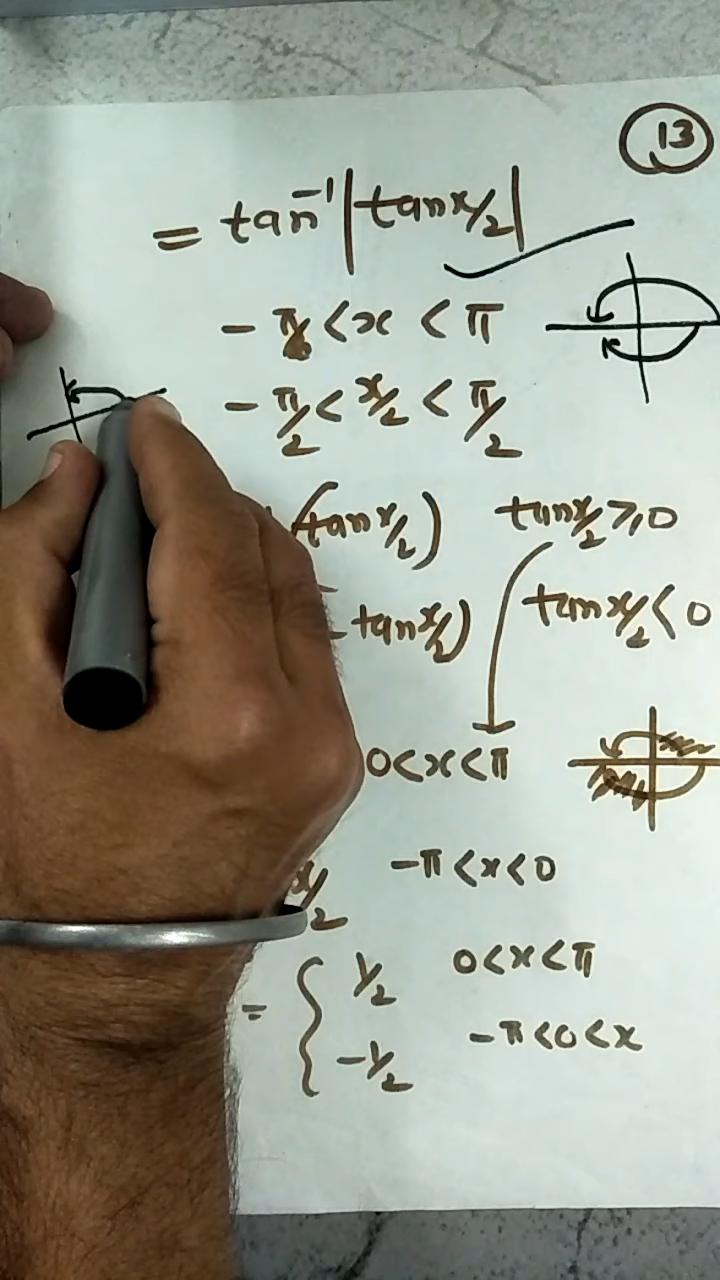 13
= tan⁻¹|tan x/2|
- π < x < π
- π/2 < x/2 < π/2
(tan x/2) tan x/2 ≥ 0
- tan x/2) tan x/2 < 0
0 < x < π
x/2 -π < x < 0
= { 1/2 0 < x < π
-1/2 -π < 0 < x